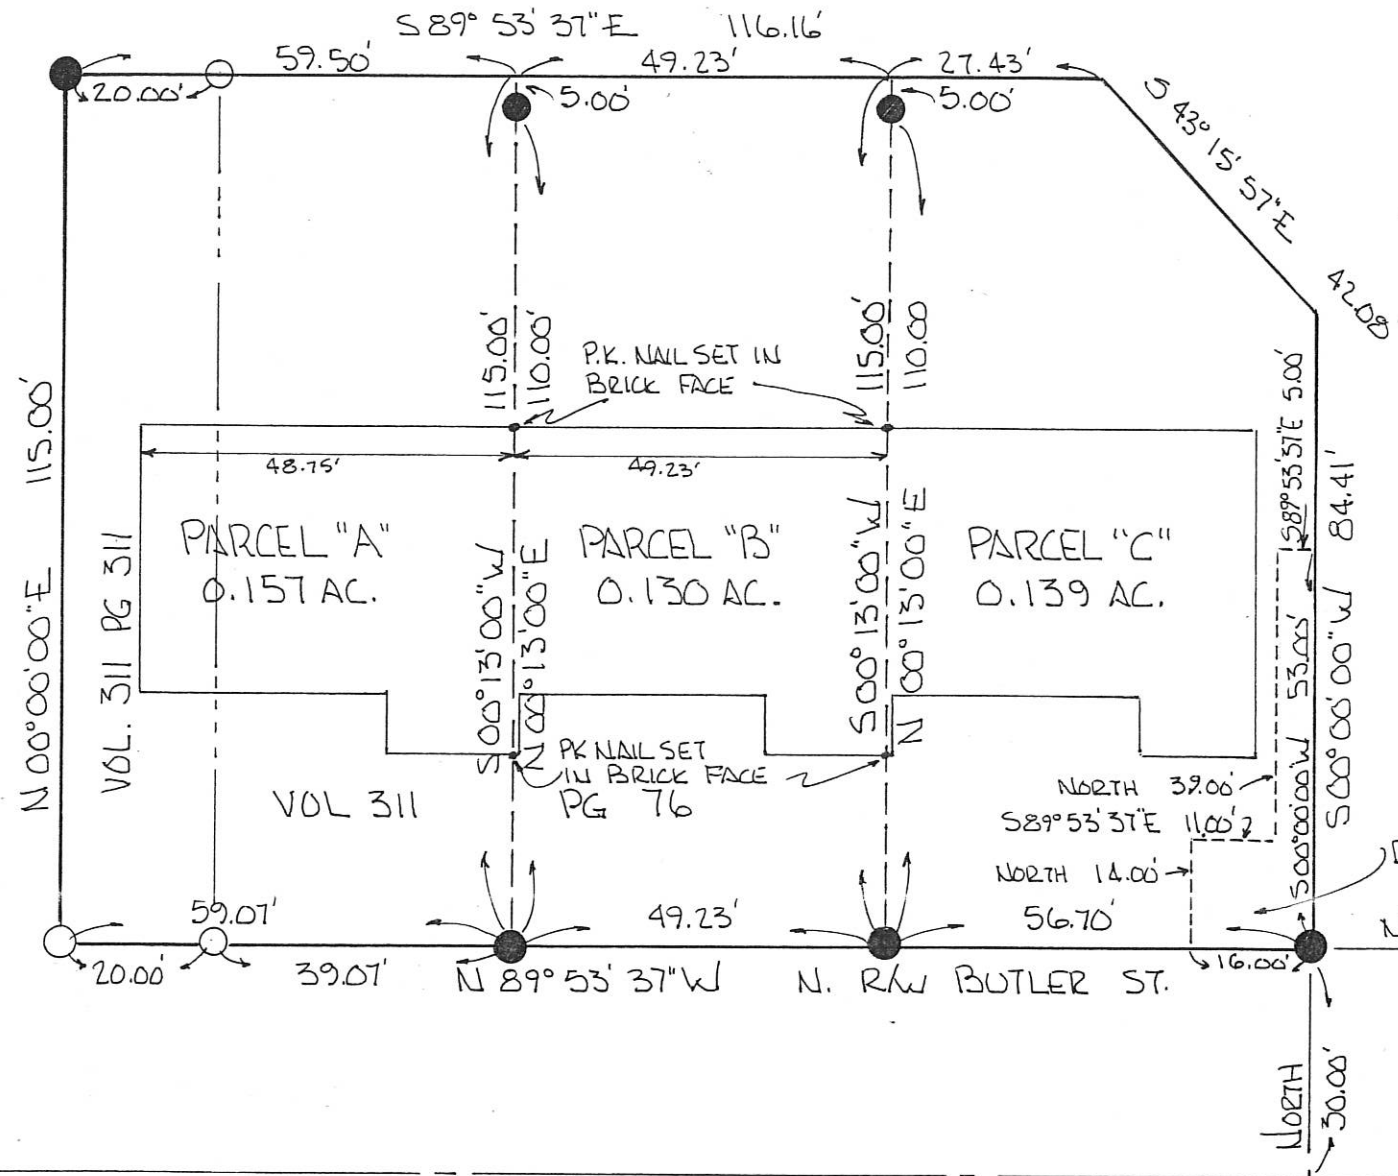 S 89° 53' 37" E 116.16'
59.50' 49.23' 27.43'
20.00' 5.00' 5.00'
S 43° 15' 57" E
42.08
N 00° 00' 00" E 115.00'
115.00'
110.00'
P.K. NAIL SET IN
BRICK FACE
115.00'
110.00
S89° 53' 37" E 5.00'
84.41'
48.75' 49.23'
PARCEL "A"
0.157 AC.
PARCEL "B"
0.130 AC.
PARCEL "C"
0.139 AC.
VOL. 311 PG 311
S 00° 13' 00" W
N 00° 13' 00" E
S 00° 13' 00" W
N 00° 13' 00" E
S 00° 00' 00" W 53.00'
S 00° 00' 00" W
PK NAIL SET
IN BRICK FACE
VOL 311 PG 76
NORTH 39.00'
S89° 53' 37" E 11.00'
NORTH 14.00'
59.07' 49.23' 56.70'
20.00' 39.07' N 89° 53' 37" W N. R/W BUTLER ST. 16.00'
NORTH
30.00'